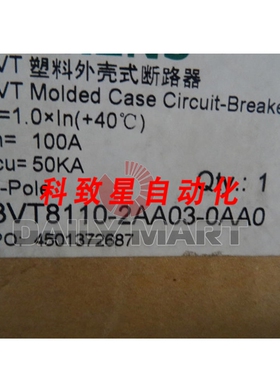 VT 塑料外壳式断路器
VT Molded Case Circuit-Breake
=1.0×In(+40℃)
n= 100A
cu= 50KA
-Pole
Qty.: 1
科致星自动化
DAILYMART
3VT8110-2AA03-0AA0
PO: 4501372687